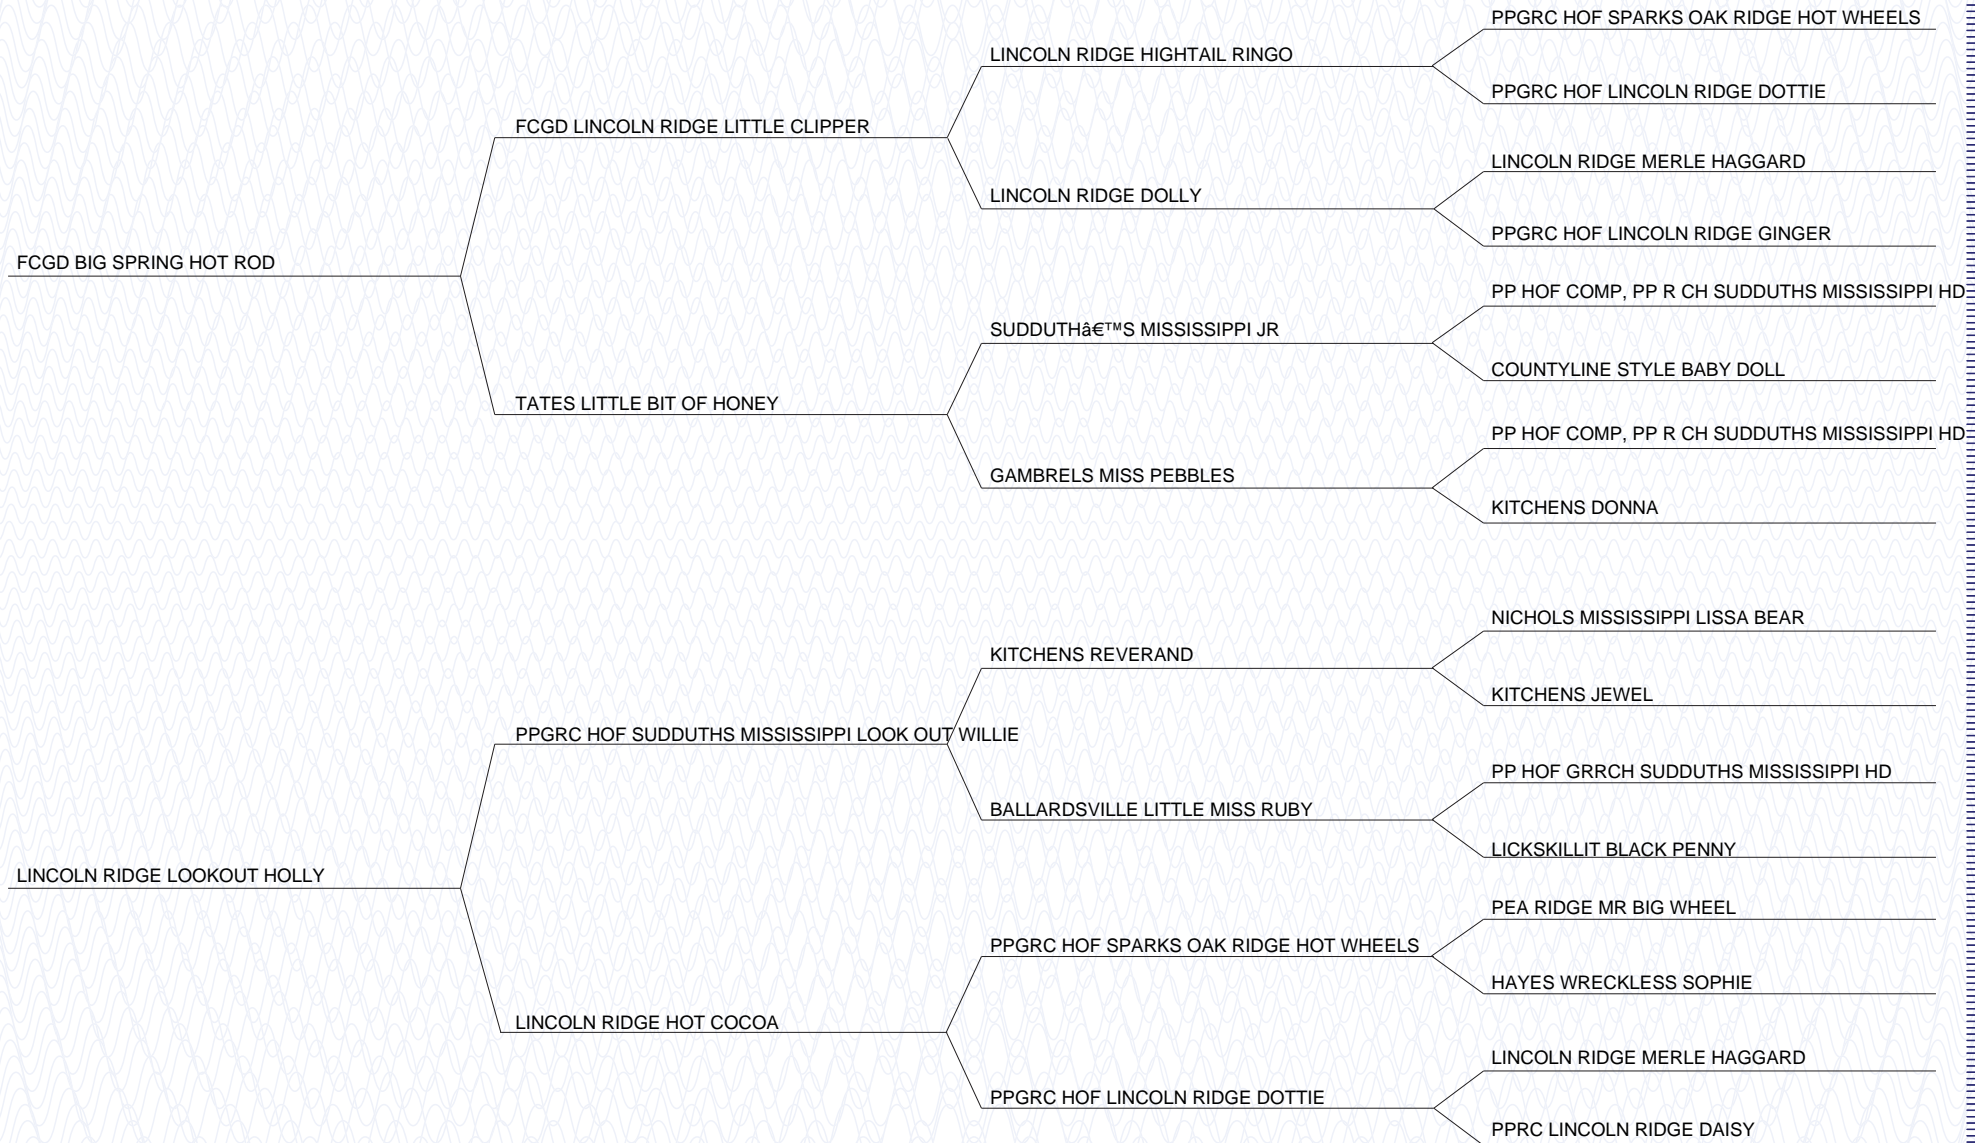 PPGRC HOF SPARKS OAK RIDGE HOT WHEELS
LINCOLN RIDGE HIGHTAIL RINGO
PPGRC HOF LINCOLN RIDGE DOTTIE
FCGD LINCOLN RIDGE LITTLE CLIPPER
LINCOLN RIDGE MERLE HAGGARD
LINCOLN RIDGE DOLLY
PPGRC HOF LINCOLN RIDGE GINGER
FCGD BIG SPRING HOT ROD
PP HOF COMP, PP R CH SUDDUTHS MISSISSIPPI HD
SUDDUTHâ€™S MISSISSIPPI JR
COUNTYLINE STYLE BABY DOLL
TATES LITTLE BIT OF HONEY
PP HOF COMP, PP R CH SUDDUTHS MISSISSIPPI HD
GAMBRELS MISS PEBBLES
KITCHENS DONNA
NICHOLS MISSISSIPPI LISSA BEAR
KITCHENS REVERAND
KITCHENS JEWEL
PPGRC HOF SUDDUTHS MISSISSIPPI LOOK OUT WILLIE
PP HOF GRRCH SUDDUTHS MISSISSIPPI HD
BALLARDSVILLE LITTLE MISS RUBY
LICKSKILLIT BLACK PENNY
LINCOLN RIDGE LOOKOUT HOLLY
PEA RIDGE MR BIG WHEEL
PPGRC HOF SPARKS OAK RIDGE HOT WHEELS
HAYES WRECKLESS SOPHIE
LINCOLN RIDGE HOT COCOA
LINCOLN RIDGE MERLE HAGGARD
PPGRC HOF LINCOLN RIDGE DOTTIE
PPRC LINCOLN RIDGE DAISY